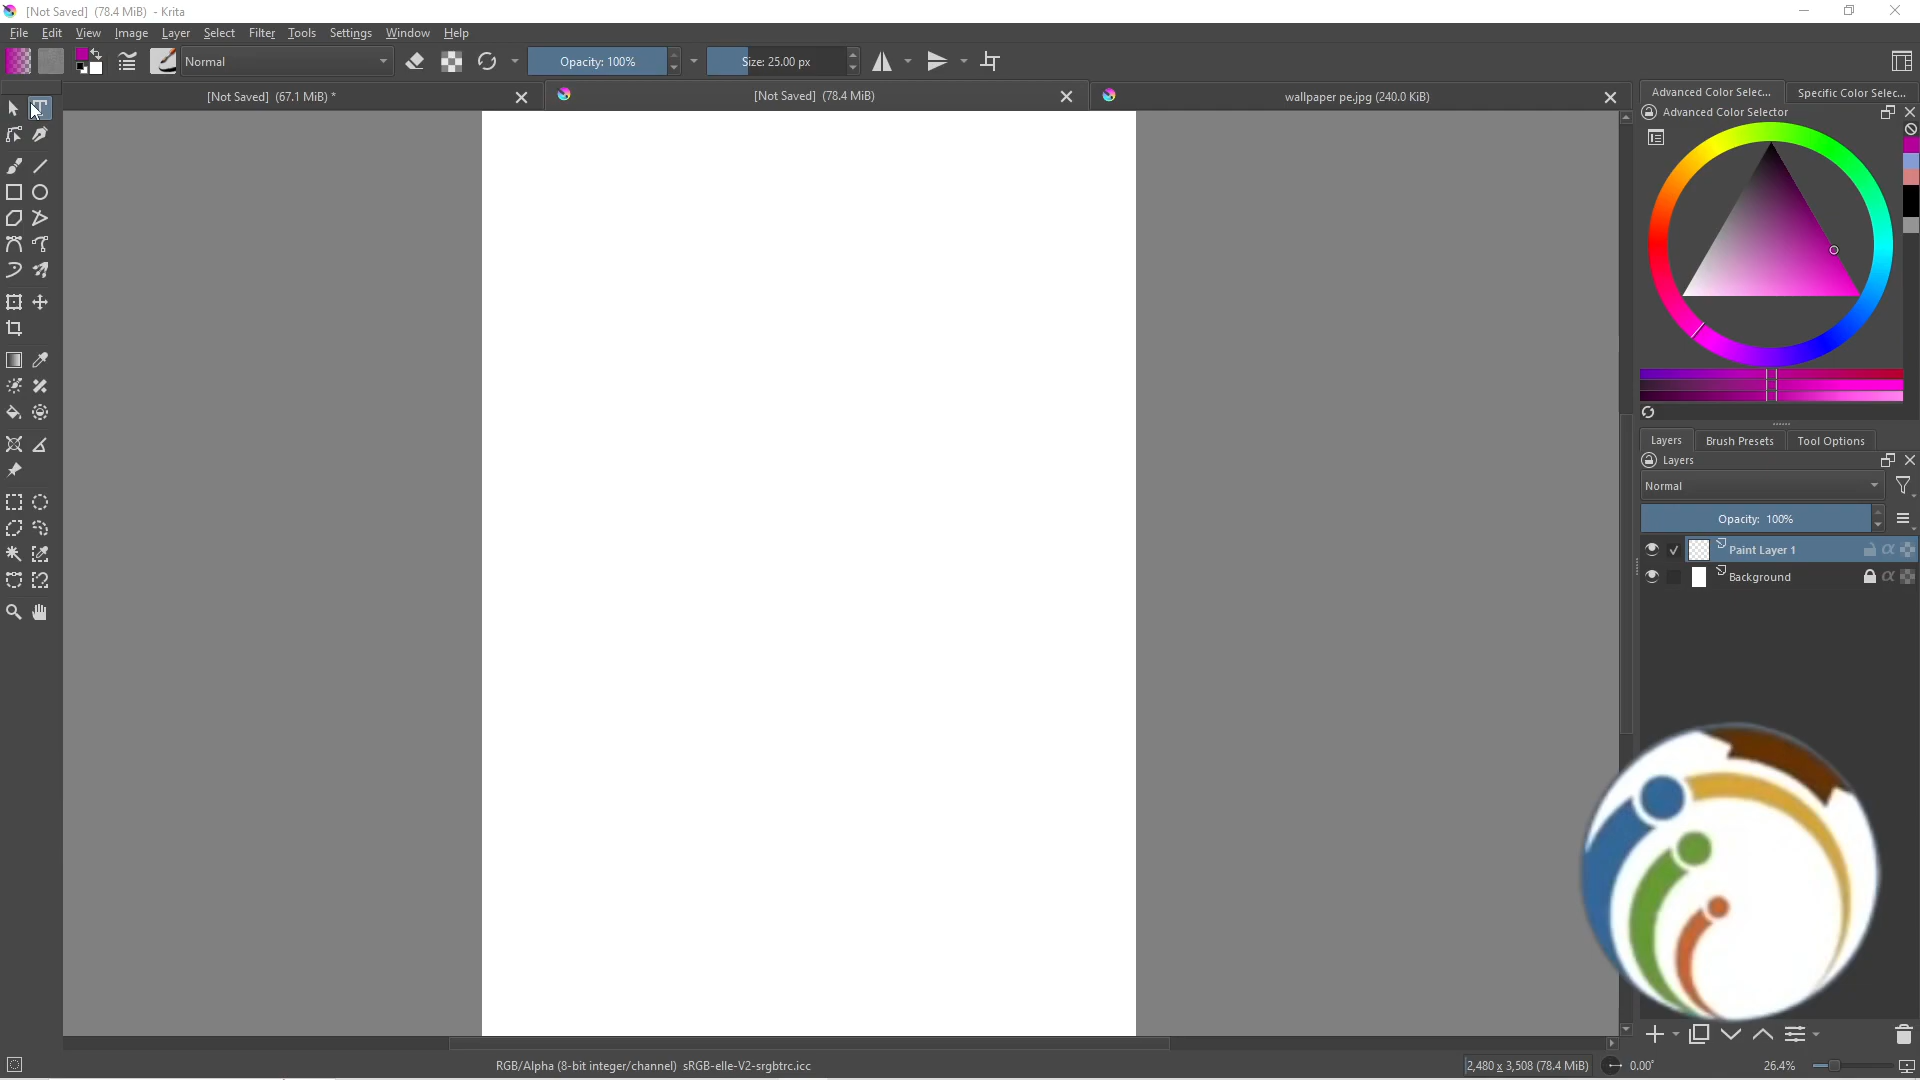 [Not Saved] (78.4 MiB) - Krita
File Edit View Image Layer Select Filter Tools Settings Window Help
Normal Opacity: 100% Size: 25.00 px
[Not Saved] (67.1 MiB) * [Not Saved] (78.4 MiB) wallpaper pe.jpg (240.0 KiB)
Advanced Color Selec... Specific Color Selec...
Advanced Color Selector
Layers Brush Presets Tool Options
Layers
Normal
Opacity: 100%
Paint Layer 1
Background
RGB/Alpha (8-bit integer/channel) sRGB-elle-V2-srgbtrc.icc 2,480 x 3,508 (78.4 MiB) 0.00° 26.4%